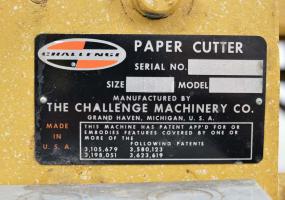 CHALLENGE
PAPER CUTTER
SERIAL NO.
SIZE MODEL
MANUFACTURED BY
THE CHALLENGE MACHINERY CO.
GRAND HAVEN, MICHIGAN, U. S. A.
MADE
IN
U. S. A.
THIS MACHINE HAS PATENT APP'D FOR OR
EMBODIES FEATURES COVERED BY ONE
OR MORE OF THE
FOLLOWING PATENTS
3,105,679 3,580,123
3,198,051 3,623,619